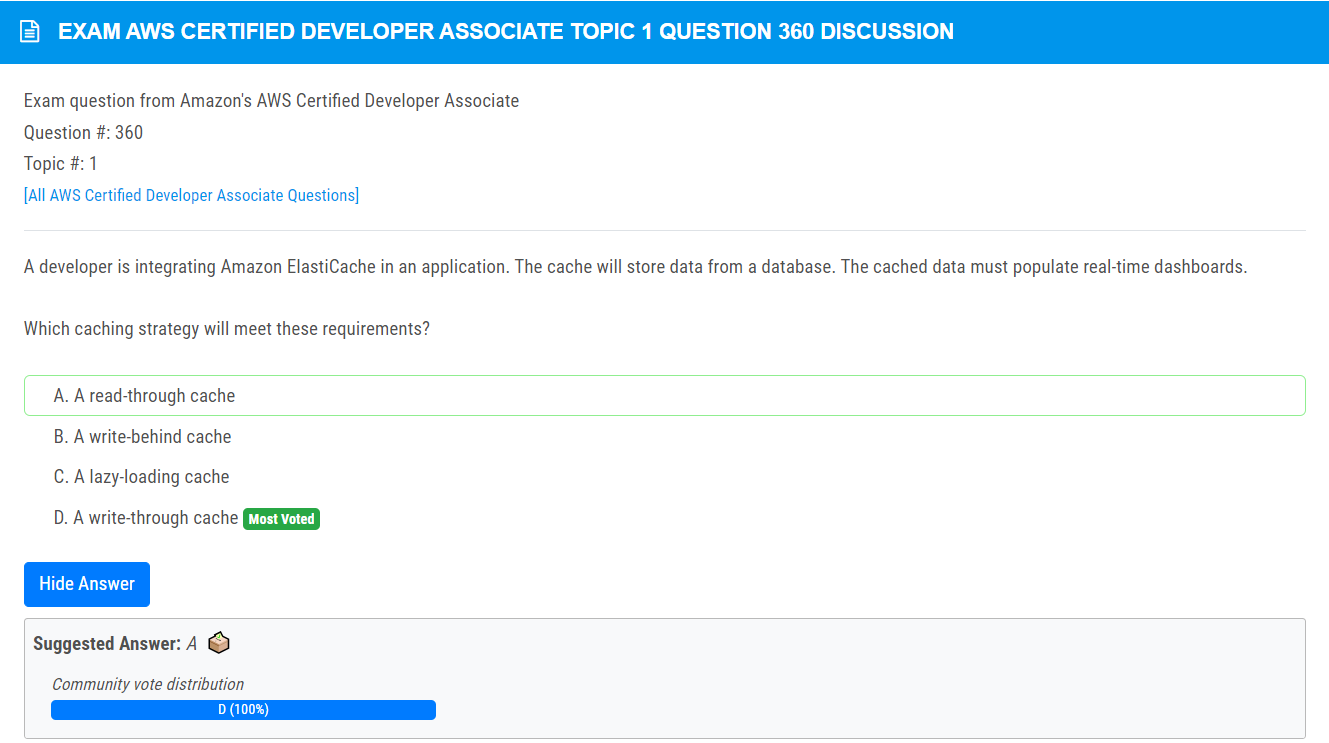 EXAM AWS CERTIFIED DEVELOPER ASSOCIATE TOPIC 1 QUESTION 360 DISCUSSION
Exam question from Amazon's AWS Certified Developer Associate
Question #: 360
Topic #: 1
[All AWS Certified Developer Associate Questions]
A developer is integrating Amazon ElastiCache in an application. The cache will store data from a database. The cached data must populate real-time dashboards.
Which caching strategy will meet these requirements?
A. A read-through cache
B. A write-behind cache
C. A lazy-loading cache
D. A write-through cache Most Voted
Hide Answer
Suggested Answer: A
Community vote distribution
D (100%)